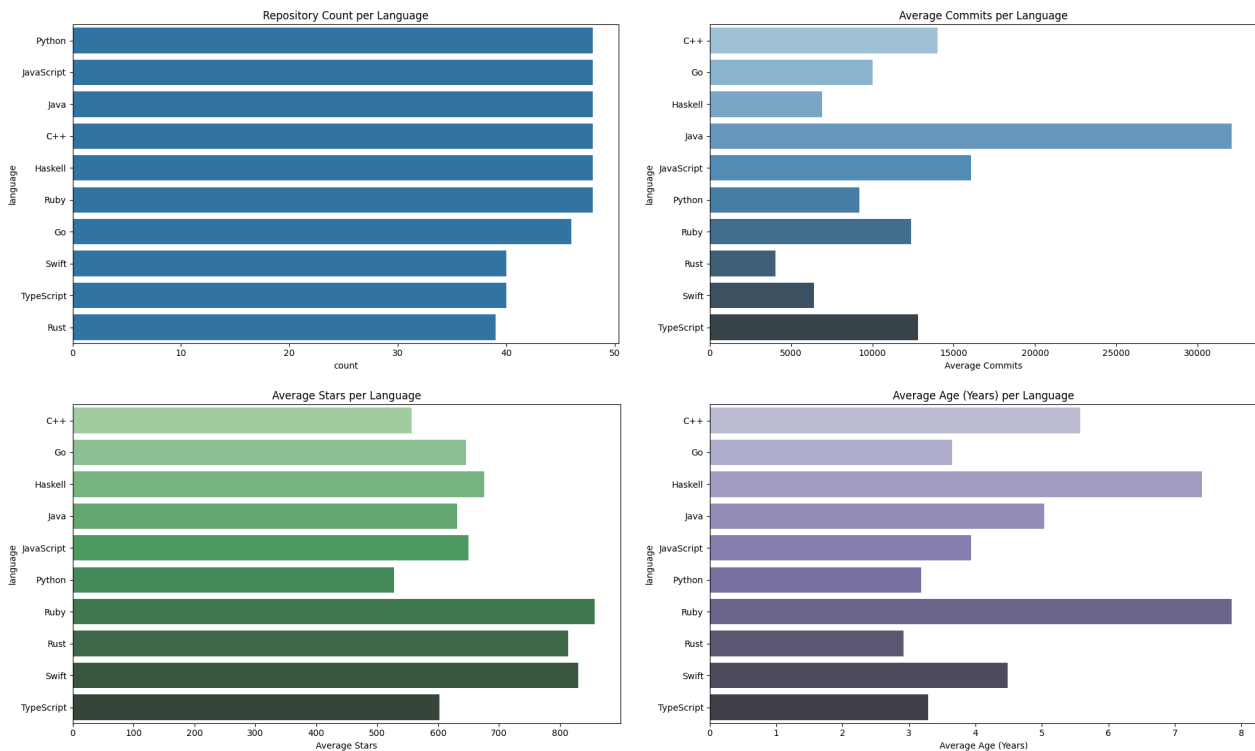 Repository Count per Language
Python
JavaScript
Java
C++
Haskell
Ruby
Go
Swift
TypeScript
Rust
language
0 10 20 30 40 50
count
Average Commits per Language
C++
Go
Haskell
Java
JavaScript
Python
Ruby
Rust
Swift
TypeScript
language
0 5000 10000 15000 20000 25000 30000
Average Commits
Average Stars per Language
C++
Go
Haskell
Java
JavaScript
Python
Ruby
Rust
Swift
TypeScript
language
0 100 200 300 400 500 600 700 800
Average Stars
Average Age (Years) per Language
C++
Go
Haskell
Java
JavaScript
Python
Ruby
Rust
Swift
TypeScript
language
0 1 2 3 4 5 6 7 8
Average Age (Years)